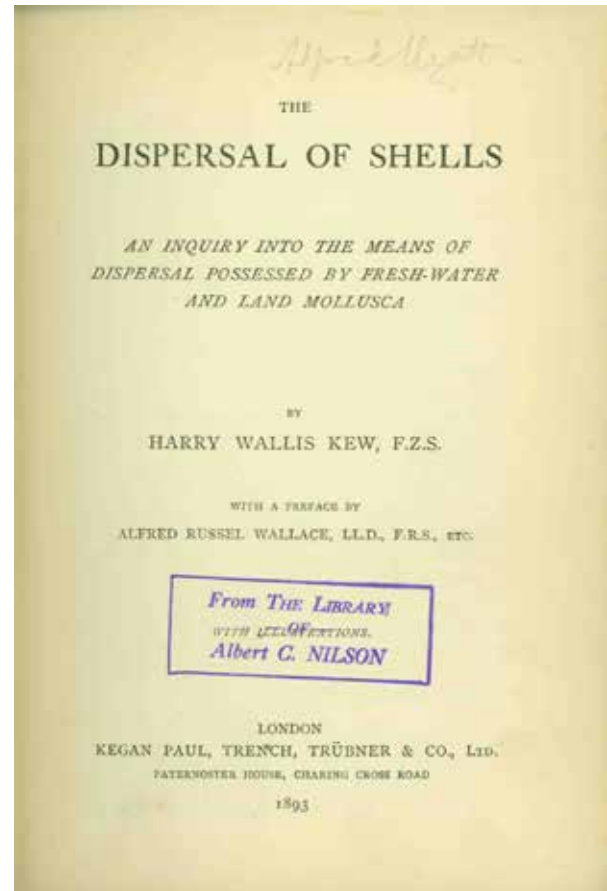 THE
DISPERSAL OF SHELLS
AN INQUIRY INTO THE MEANS OF
DISPERSAL POSSESSED BY FRESH-WATER
AND LAND MOLLUSCA
BY
HARRY WALLIS KEW, F.Z.S.
WITH A PREFACE BY
ALFRED RUSSEL WALLACE, LL.D., F.R.S., ETC.
From THE LIBRARY
OF
WITH ILLUSTRATIONS.
Albert C. NILSON
LONDON
KEGAN PAUL, TRENCH, TRÜBNER & CO., LTD.
PATERNOSTER HOUSE, CHARING CROSS ROAD
1893